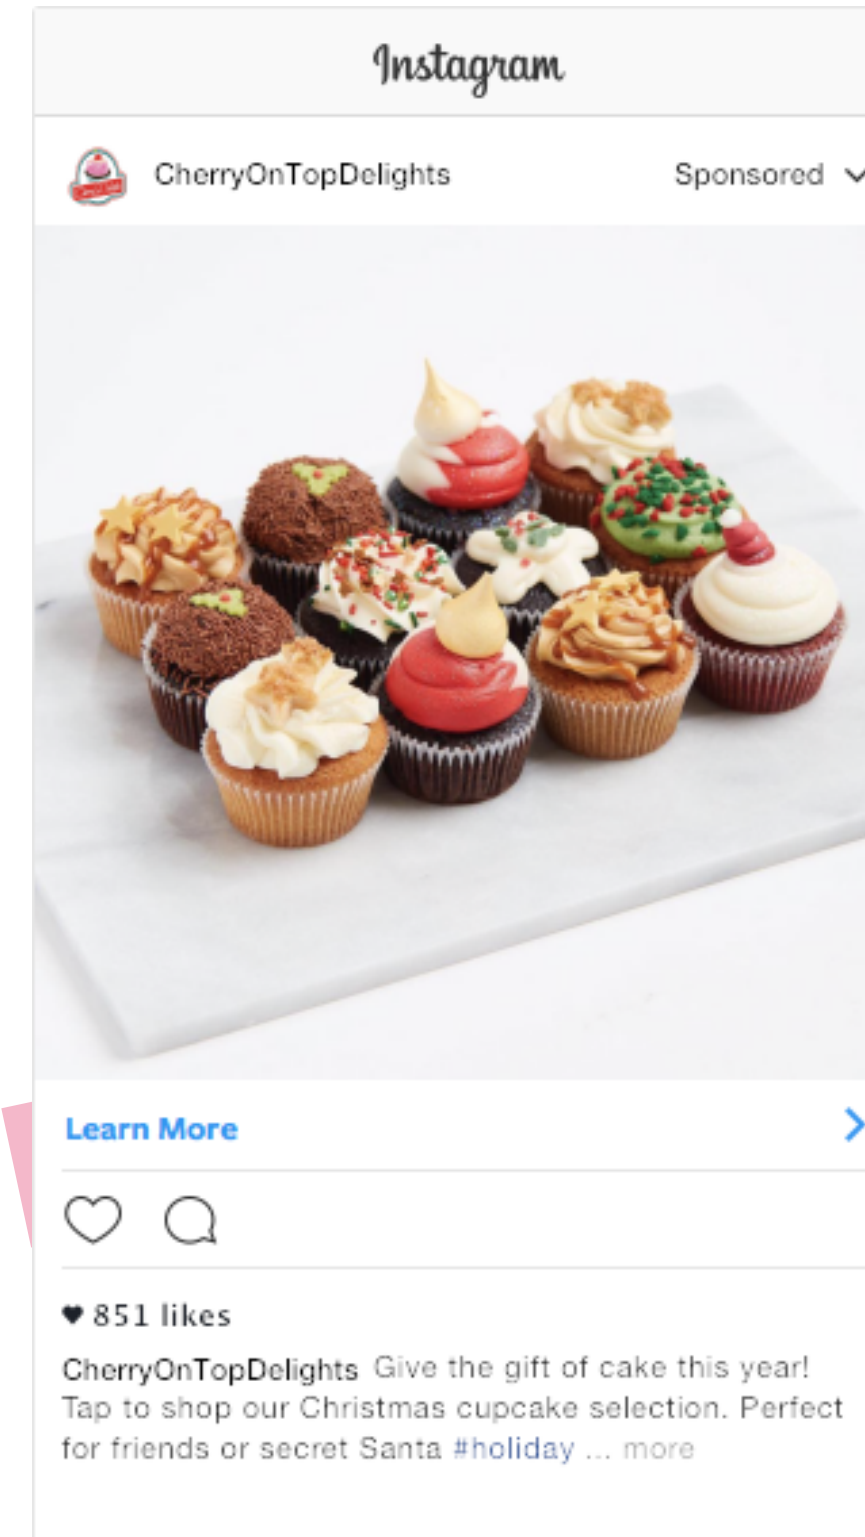 Instagram
CherryOnTopDelights
Sponsored
Learn More
851 likes
CherryOnTopDelights Give the gift of cake this year!
Tap to shop our Christmas cupcake selection. Perfect
for friends or secret Santa #holiday ... more